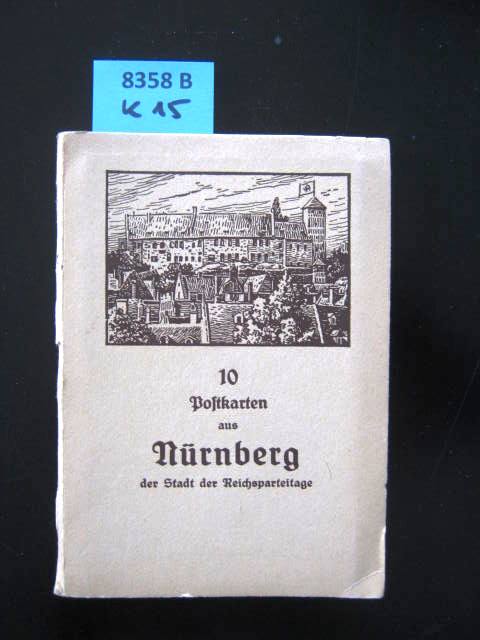 8358 B
K 15
10
Poſtkarten
aus
Nürnberg
der Stadt der Reichsparteitage